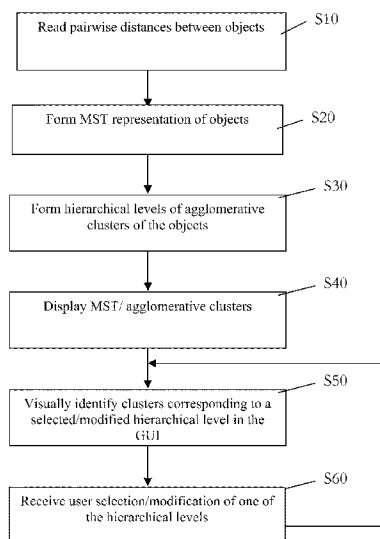 S10
Read pairwise distances between objects
S20
Form MST representation of objects
S30
Form hierarchical levels of agglomerative
clusters of the objects
S40
Display MST/ agglomerative clusters
S50
Visually identify clusters corresponding to a
selected/modified hierarchical level in the
GUI
S60
Receive user selection/modification of one of
the hierarchical levels